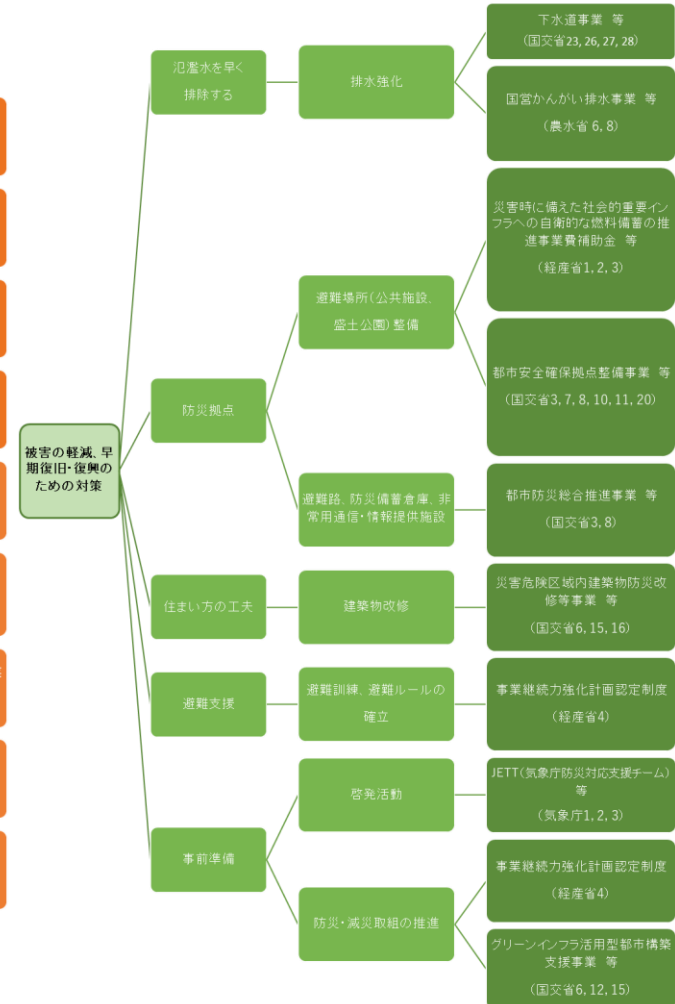 被害の軽減、早
期復旧・復興の
ための対策
氾濫水を早く
排除する
排水強化
下水道事業 等
(国交省23, 26, 27, 28)
国営かんがい排水事業 等
(農水省 6, 8)
防災拠点
避難場所(公共施設、
盛土公園)整備
災害時に備えた社会的重要イン
フラへの自衛的な燃料備蓄の推
進事業費補助金 等
(経産省1, 2, 3)
都市安全確保拠点整備事業 等
(国交省3, 7, 8, 10, 11, 20)
避難路、防災備蓄倉庫、非
常用通信・情報提供施設
都市防災総合推進事業 等
(国交省3, 8)
住まい方の工夫
建築物改修
災害危険区域内建築物防災改
修等事業 等
(国交省6, 15, 16)
避難支援
避難訓練、避難ルールの
確立
事業継続力強化計画認定制度
(経産省4)
事前準備
啓発活動
JETT(気象庁防災対応支援チーム)
等
(気象庁1, 2, 3)
防災・減災取組の推進
事業継続力強化計画認定制度
(経産省4)
グリーンインフラ活用型都市構築
支援事業 等
(国交省6, 12, 15)